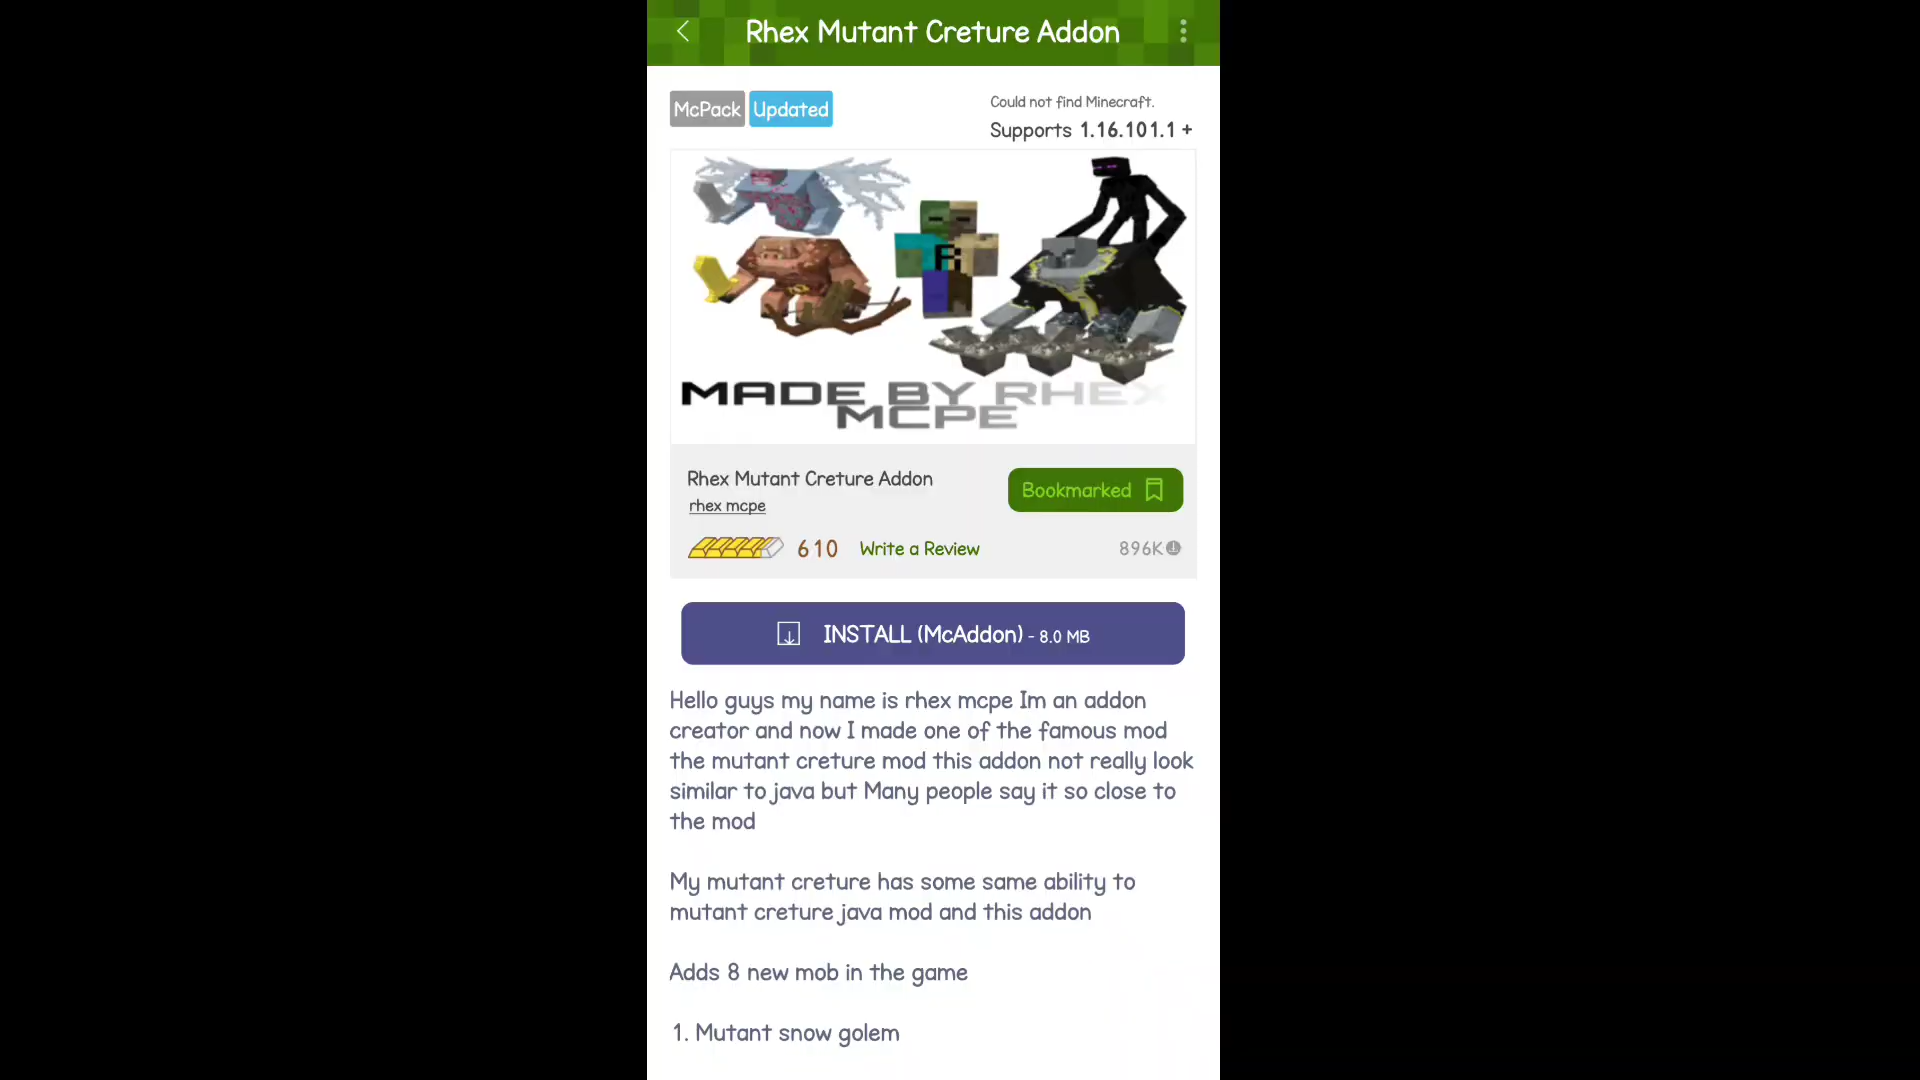 Rhex Mutant Creture Addon
McPack Updated
Could not find Minecraft.
Supports 1.16.101.1 +
Fi
MADE BY RHEX
MCPE
Rhex Mutant Creture Addon
rhex mcpe
Bookmarked
610 Write a Review 896K
INSTALL (McAddon) - 8.0 MB
Hello guys my name is rhex mcpe Im an addon
creator and now I made one of the famous mod
the mutant creture mod this addon not really look
similar to java but Many people say it so close to
the mod
My mutant creture has some same ability to
mutant creture java mod and this addon
Adds 8 new mob in the game
1. Mutant snow golem